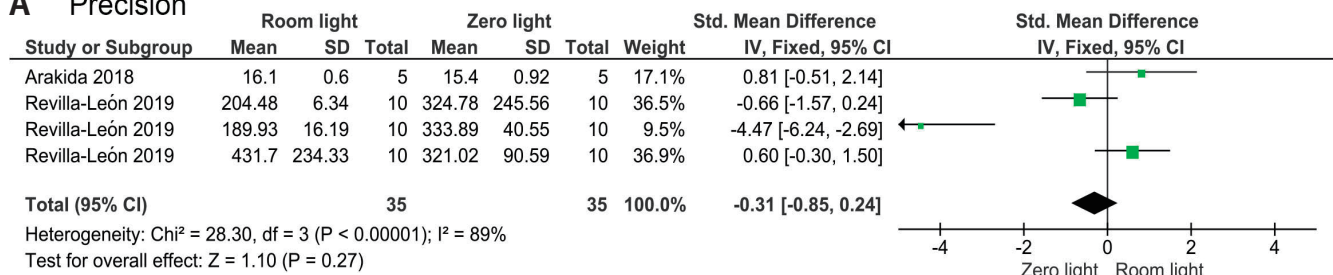 A Precision
Room light Zero light Std. Mean Difference Std. Mean Difference
Study or Subgroup Mean SD Total Mean SD Total Weight IV, Fixed, 95% CI IV, Fixed, 95% CI
Arakida 2018 16.1 0.6 5 15.4 0.92 5 17.1% 0.81 [-0.51, 2.14]
Revilla-León 2019 204.48 6.34 10 324.78 245.56 10 36.5% -0.66 [-1.57, 0.24]
Revilla-León 2019 189.93 16.19 10 333.89 40.55 10 9.5% -4.47 [-6.24, -2.69]
Revilla-León 2019 431.7 234.33 10 321.02 90.59 10 36.9% 0.60 [-0.30, 1.50]
Total (95% CI) 35 35 100.0% -0.31 [-0.85, 0.24]
Heterogeneity: Chi² = 28.30, df = 3 (P < 0.00001); I² = 89%
Test for overall effect: Z = 1.10 (P = 0.27)
-4 -2 0 2 4
Zero light Room light